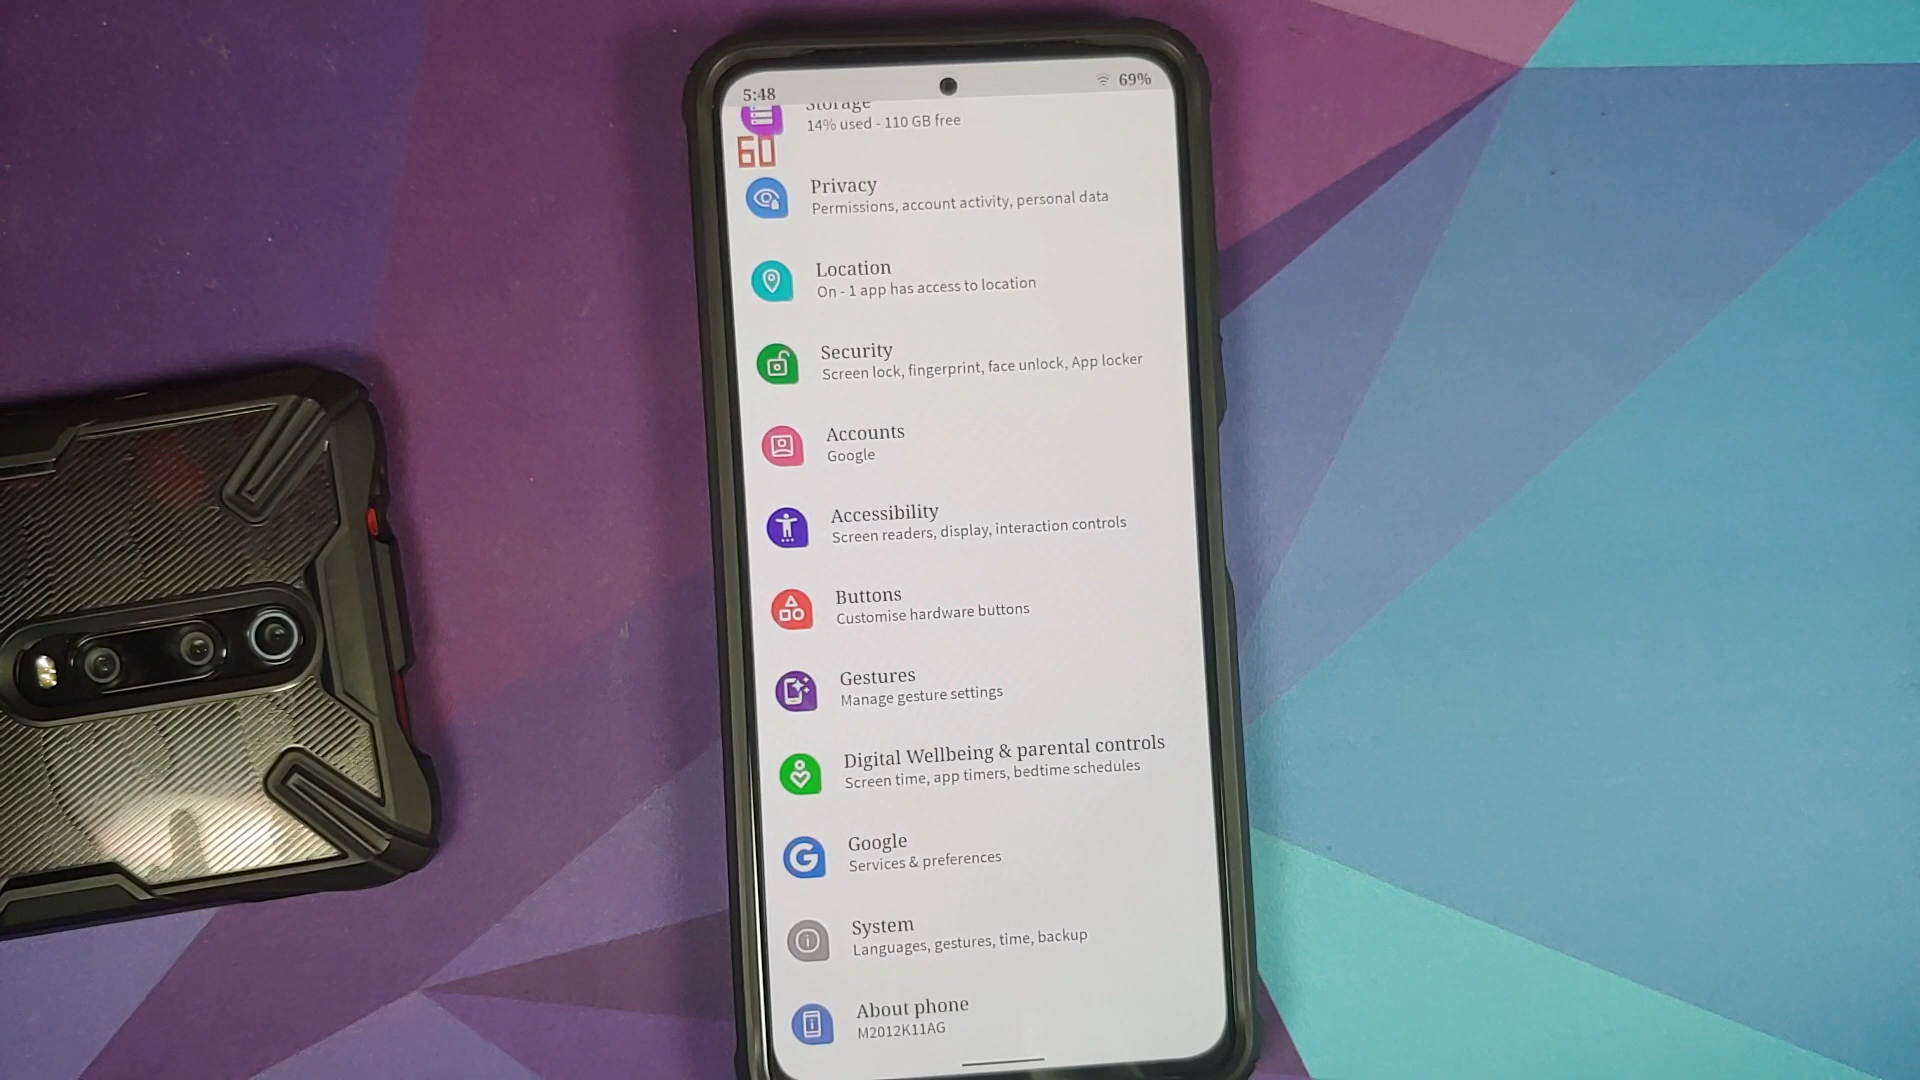 5:48
69%
Storage
14% used - 110 GB free
60
Privacy
Permissions, account activity, personal data
Location
On - 1 app has access to location
Security
Screen lock, fingerprint, face unlock, App locker
Accounts
Google
Accessibility
Screen readers, display, interaction controls
Buttons
Customise hardware buttons
Gestures
Manage gesture settings
Digital Wellbeing & parental controls
Screen time, app timers, bedtime schedules
G
Google
Services & preferences
System
Languages, gestures, time, backup
About phone
M2012K11AG